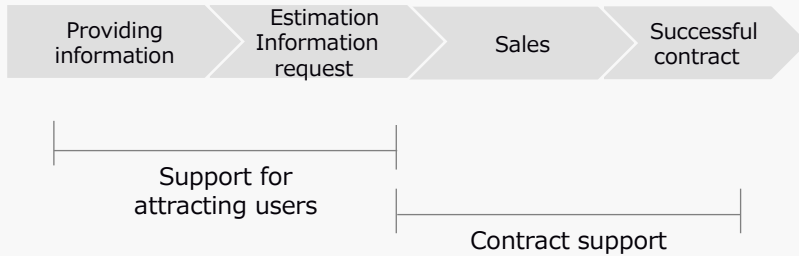 Providing
information
Estimation
Information
request
Sales
Successful
contract
Support for
attracting users
Contract support